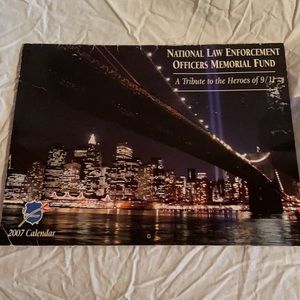 National Law Enforcement
Officers Memorial Fund
A Tribute to the Heroes of 9/11
2007 Calendar